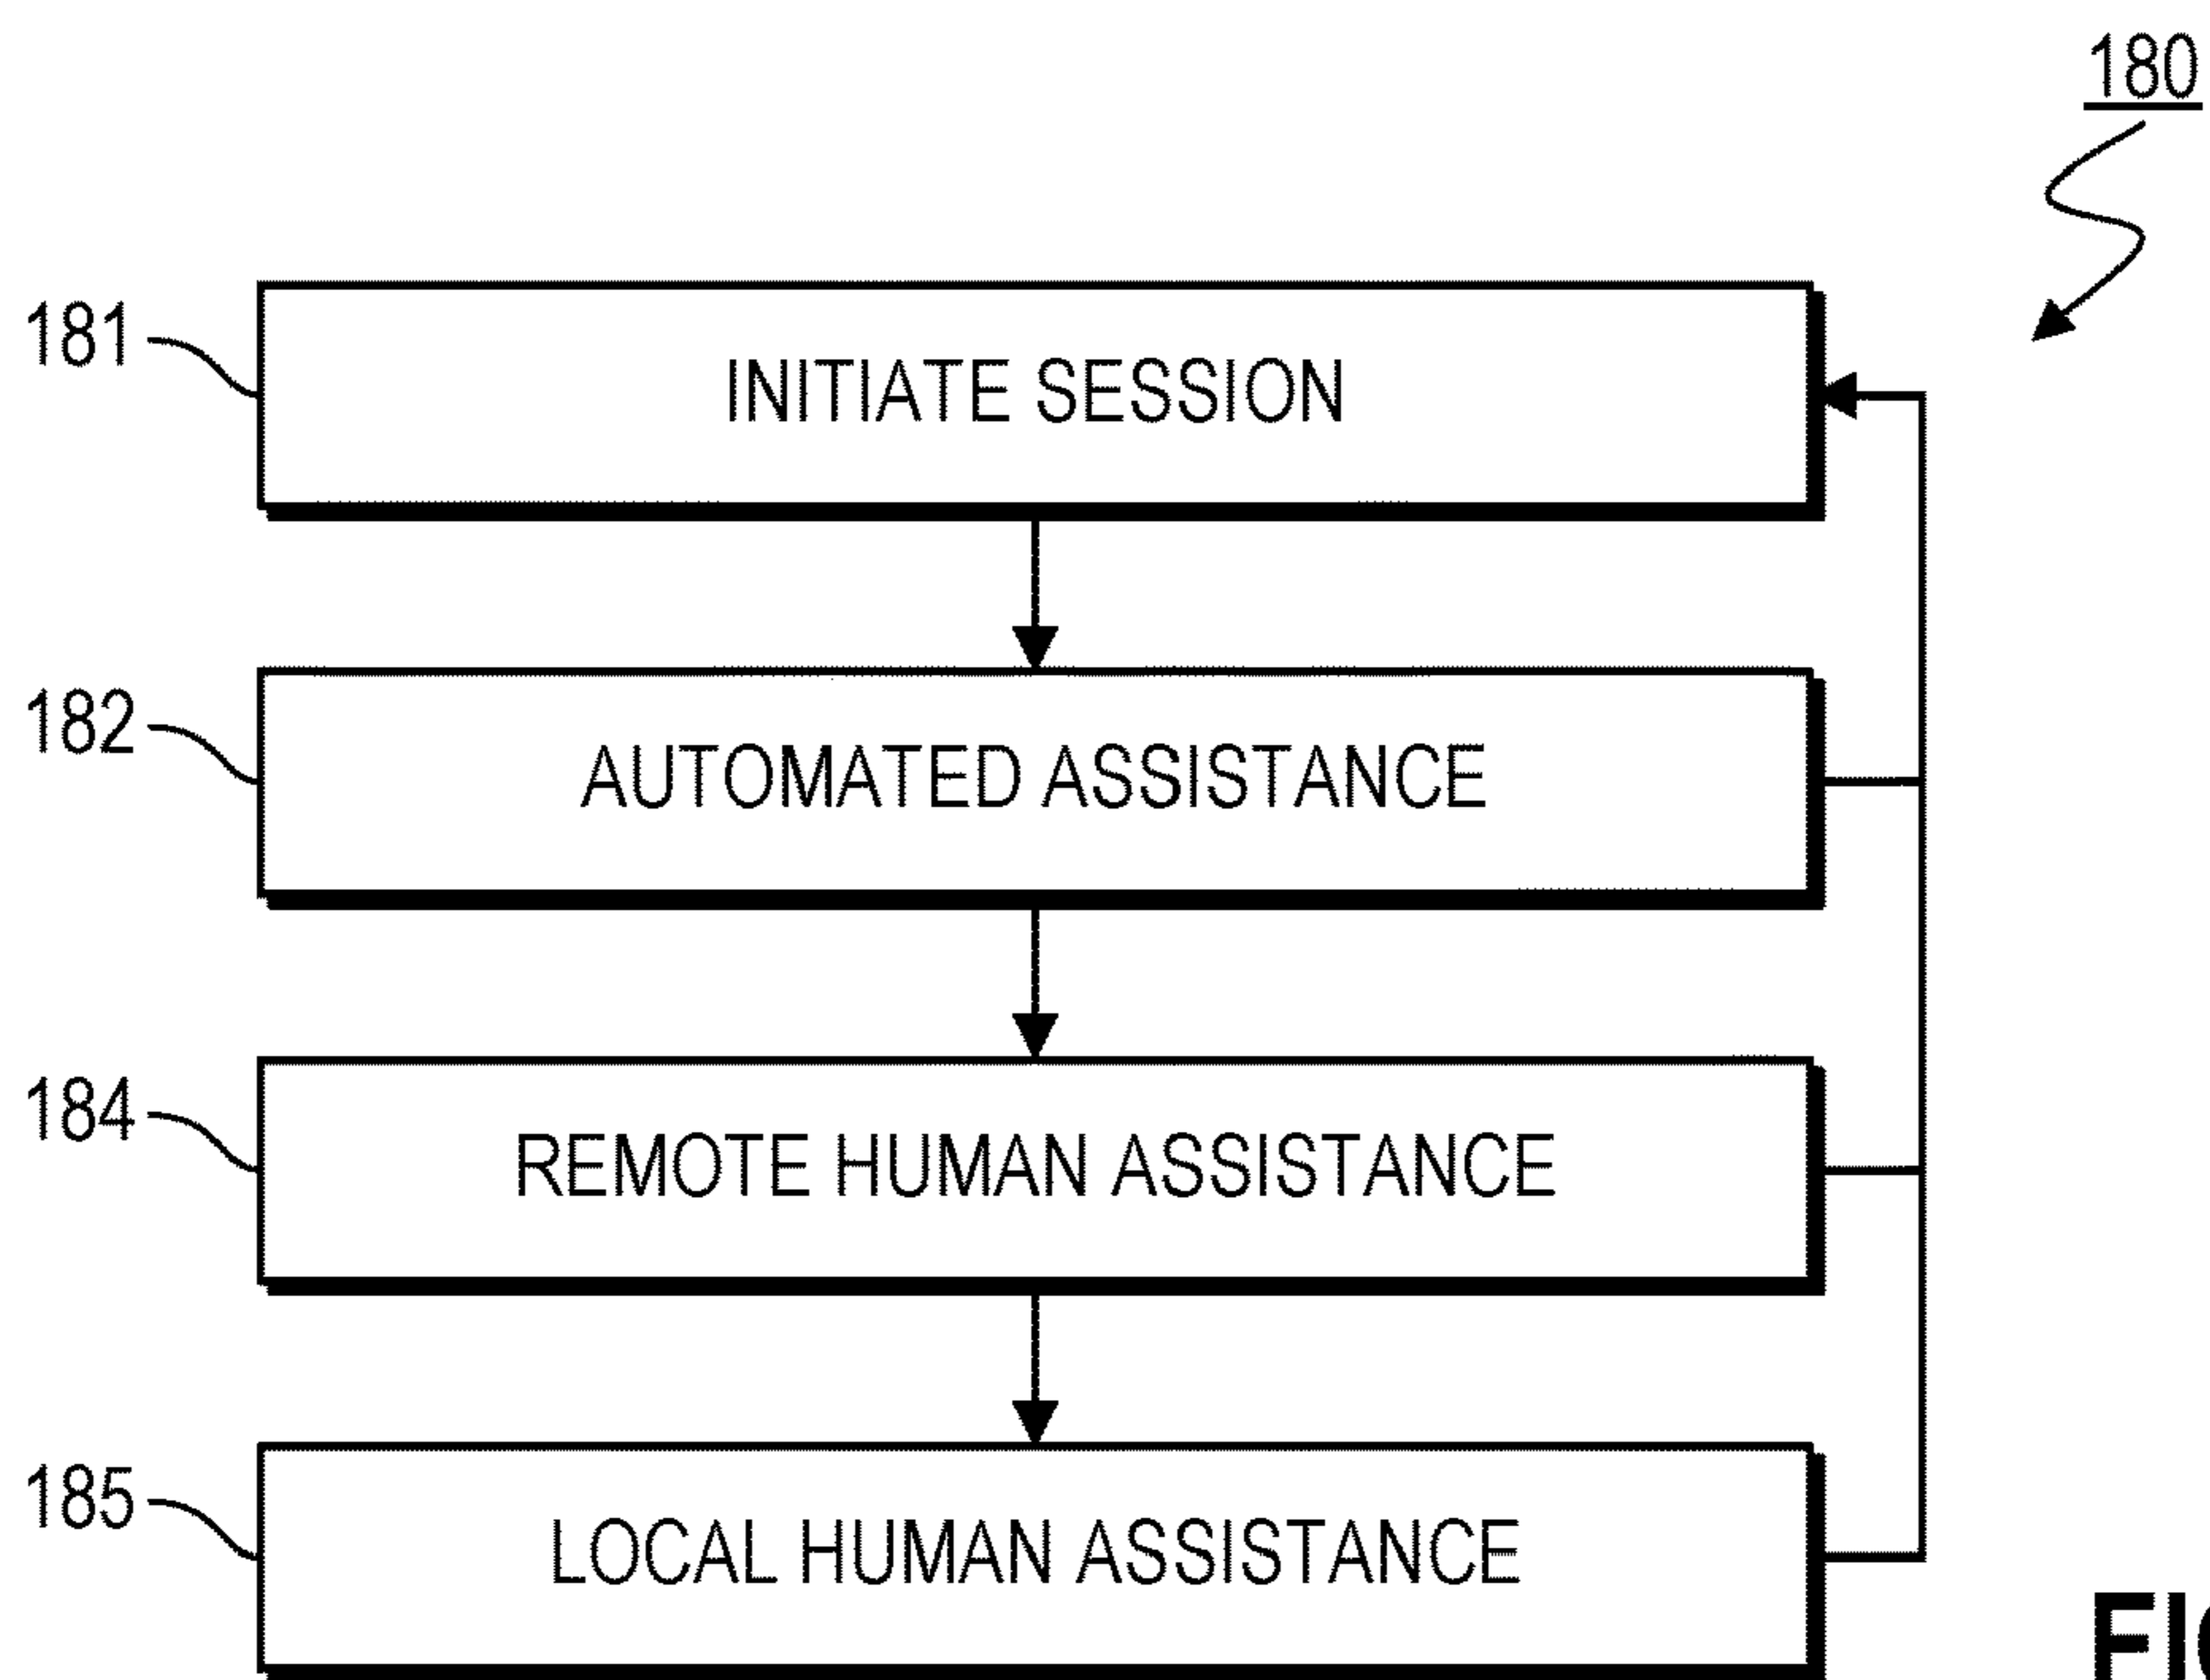 180
181
INITIATE SESSION
182
AUTOMATED ASSISTANCE
184
REMOTE HUMAN ASSISTANCE
185
LOCAL HUMAN ASSISTANCE